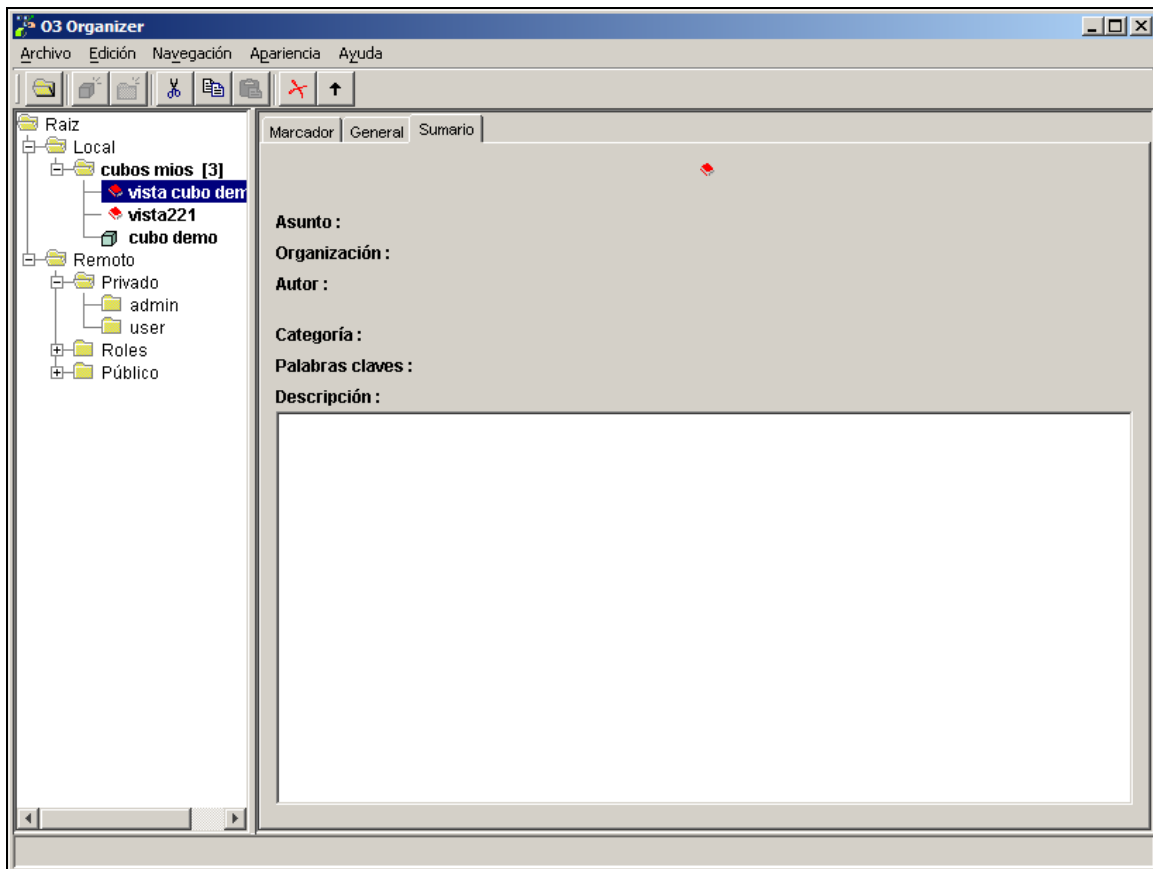 O3 Organizer
Archivo Edición Navegación Apariencia Ayuda
Raiz
Local
cubos mios [3]
vista cubo dem
vista221
cubo demo
Remoto
Privado
admin
user
Roles
Público
Marcador General Sumario
Asunto :
Organización :
Autor :
Categoría :
Palabras claves :
Descripción :